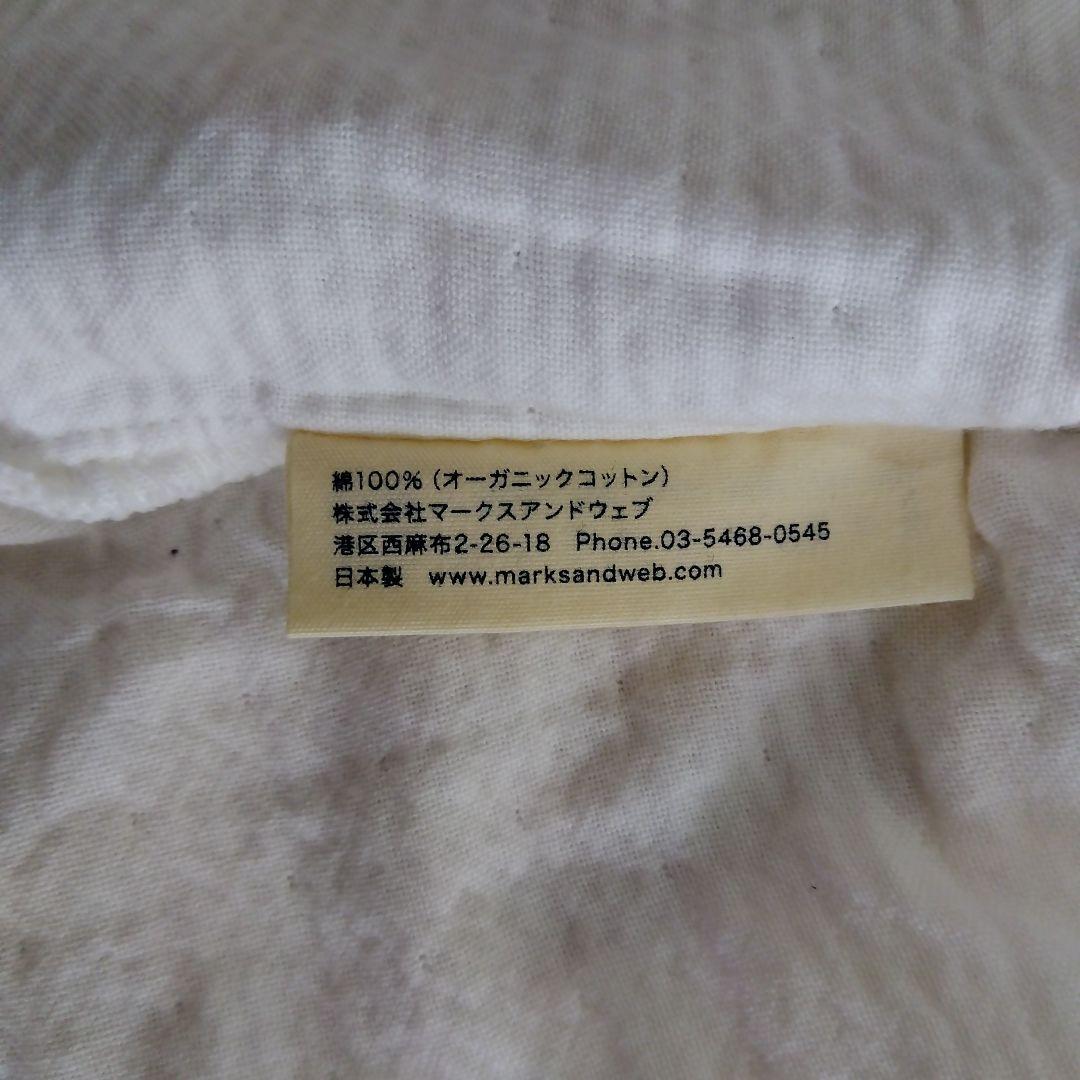 綿100%（オーガニックコットン）
株式会社マークスアンドウェブ
港区西麻布2-26-18 Phone.03-5468-0545
日本製 www.marksandweb.com